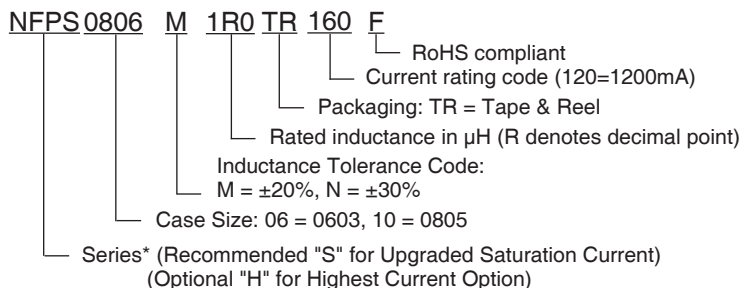 NFPS0806 M 1R0 TR 160 F
RoHS compliant
Current rating code (120=1200mA)
Packaging: TR = Tape & Reel
Rated inductance in µH (R denotes decimal point)
Inductance Tolerance Code:
M = ±20%, N = ±30%
Case Size: 06 = 0603, 10 = 0805
Series* (Recommended "S" for Upgraded Saturation Current)
(Optional "H" for Highest Current Option)